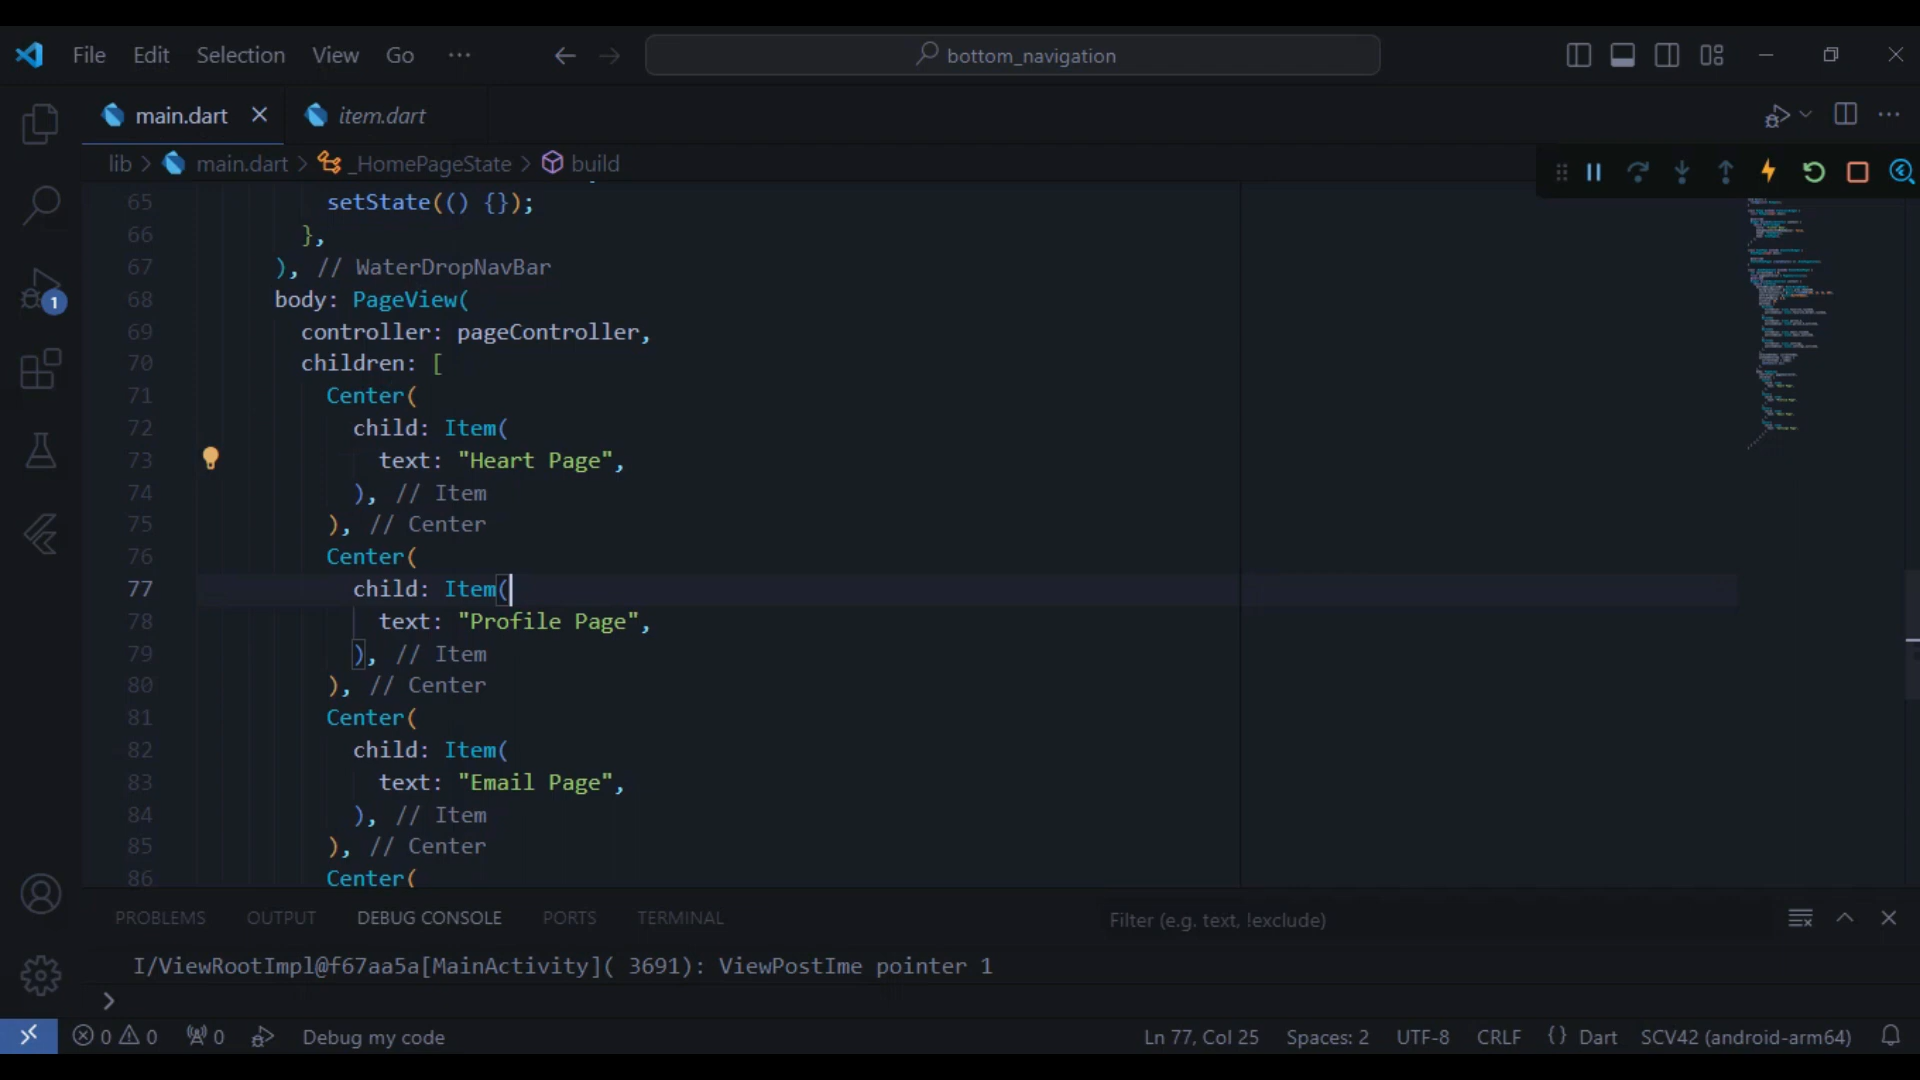 File Edit Selection View Go ··· bottom_navigation
main.dart item.dart
lib > main.dart > _HomePageState > build
65 setState(() {});
66 },
67 ), // WaterDropNavBar
68 body: PageView(
69 controller: pageController,
70 children: [
71 Center(
72 child: Item(
73 text: "Heart Page",
74 ), // Item
75 ), // Center
76 Center(
77 child: Item(
78 text: "Profile Page",
79 ), // Item
80 ), // Center
81 Center(
82 child: Item(
83 text: "Email Page",
84 ), // Item
85 ), // Center
86 Center(
1
PROBLEMS OUTPUT DEBUG CONSOLE PORTS TERMINAL Filter (e.g. text, !exclude)
I/ViewRootImpl@f67aa5a[MainActivity]( 3691): ViewPostIme pointer 1
>
0 0 0 Debug my code Ln 77, Col 25 Spaces: 2 UTF-8 CRLF {} Dart SCV42 (android-arm64)